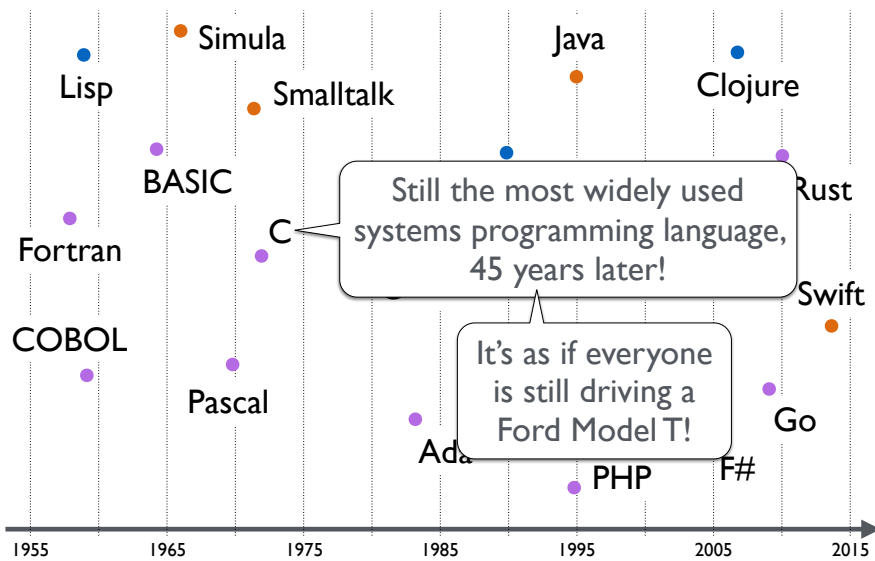 Simula
Java
Lisp
Clojure
Smalltalk
BASIC
Still the most widely used
systems programming language,
45 years later!
Rust
C
Fortran
Swift
COBOL
It's as if everyone
is still driving a
Ford Model T!
Pascal
Go
Ada
F#
PHP
1955 1965 1975 1985 1995 2005 2015